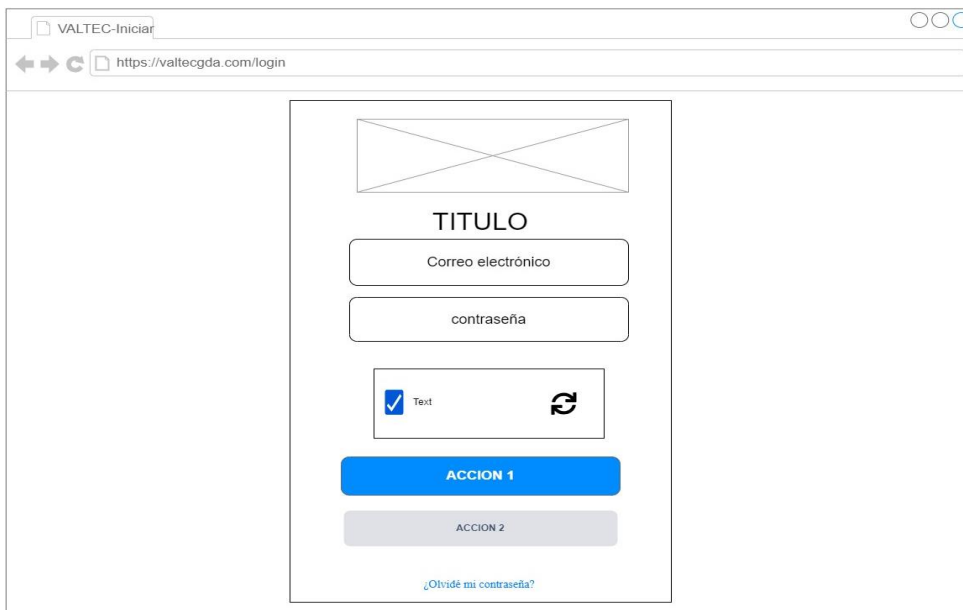 VALTEC-Iniciar
https://valtecgda.com/login
TITULO
Correo electrónico
contraseña
Text
ACCION 1
ACCION 2
¿Olvidé mi contraseña?